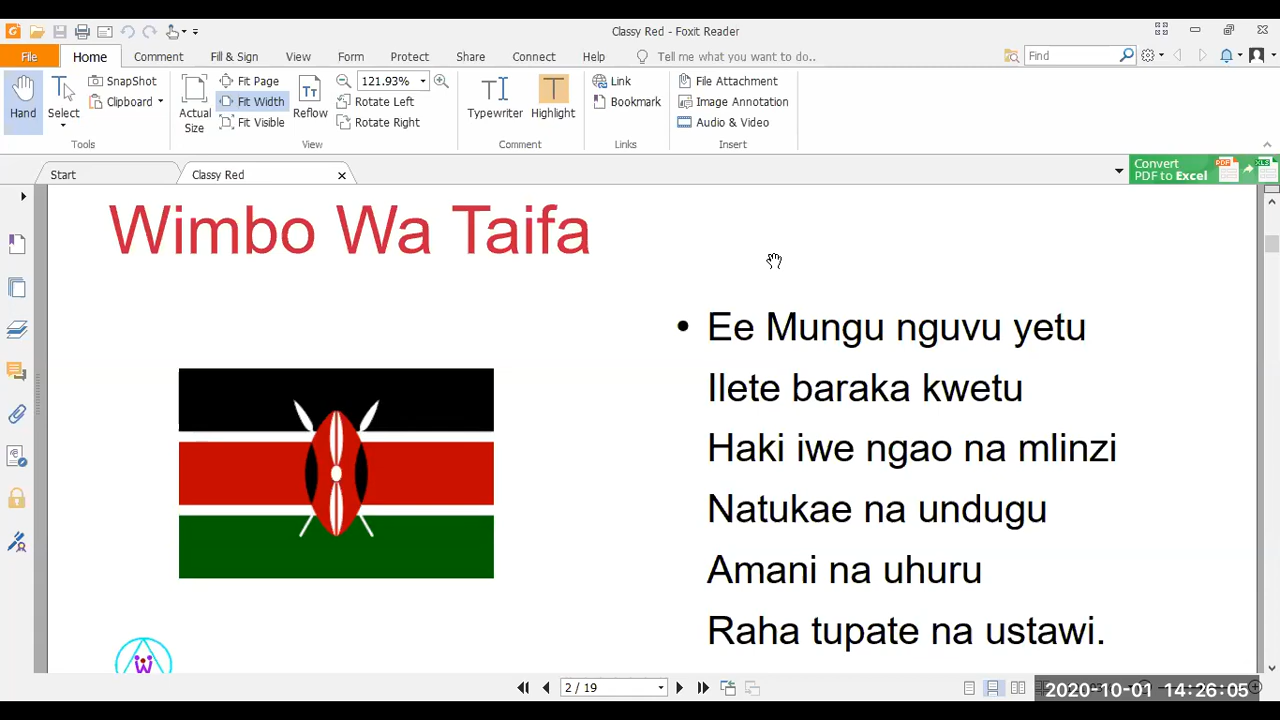 Classy Red - Foxit Reader
File Home Comment Fill & Sign View Form Protect Share Connect Help Tell me what you want to do.. Find
Hand
Select
SnapShot
Clipboard
Tools
Actual
Size
Fit Page
Fit Width
Fit Visible
Reflow
121.93%
Rotate Left
Rotate Right
View
Typewriter
Highlight
Comment
Link
Bookmark
Links
File Attachment
Image Annotation
Audio & Video
Insert
Start
Classy Red
Convert
PDF to Excel
PDF
XLS
Wimbo Wa Taifa
• Ee Mungu nguvu yetu
Ilete baraka kwetu
Haki iwe ngao na mlinzi
Natukae na undugu
Amani na uhuru
Raha tupate na ustawi.
W
2 / 19
2020-10-01 14:26:05